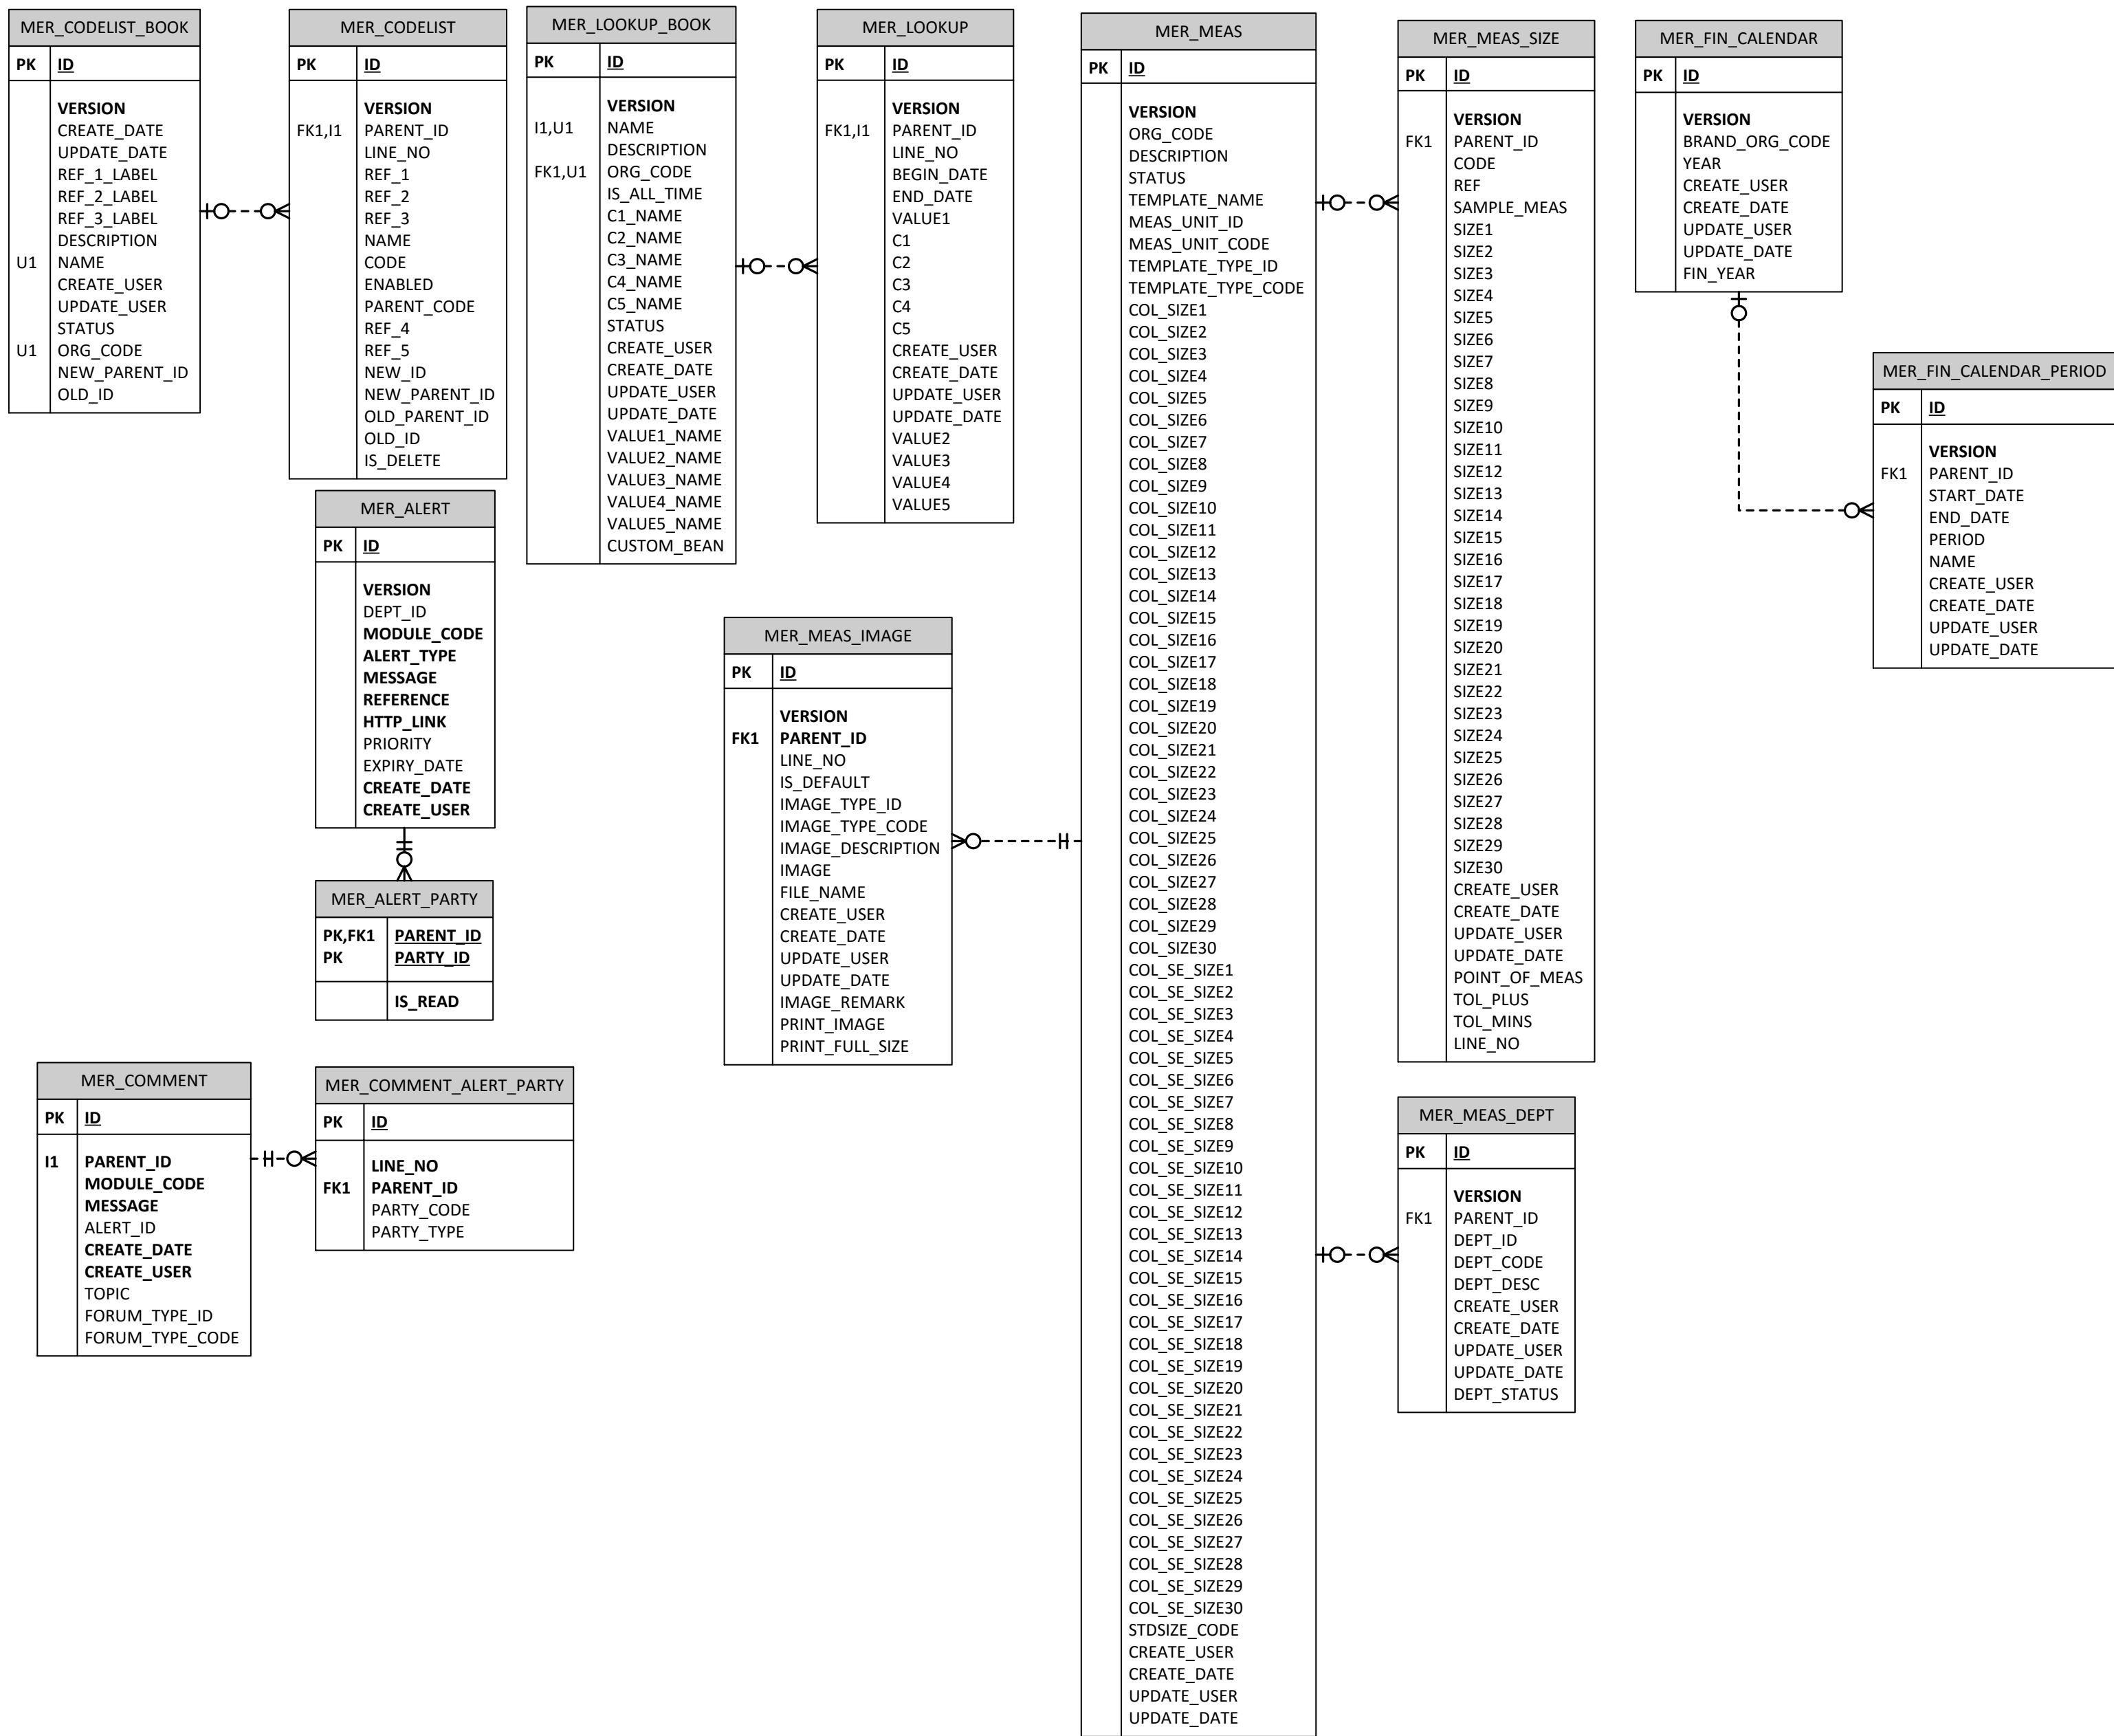 MER_CODELIST_BOOK
PK ID
VERSION
CREATE_DATE
UPDATE_DATE
REF_1_LABEL
REF_2_LABEL
REF_3_LABEL
DESCRIPTION
U1 NAME
CREATE_USER
UPDATE_USER
STATUS
U1 ORG_CODE
NEW_PARENT_ID
OLD_ID
MER_CODELIST
PK ID
VERSION
FK1,I1 PARENT_ID
LINE_NO
REF_1
REF_2
REF_3
NAME
CODE
ENABLED
PARENT_CODE
REF_4
REF_5
NEW_ID
NEW_PARENT_ID
OLD_PARENT_ID
OLD_ID
IS_DELETE
MER_LOOKUP_BOOK
PK ID
VERSION
I1,U1 NAME
DESCRIPTION
FK1,U1 ORG_CODE
IS_ALL_TIME
C1_NAME
C2_NAME
C3_NAME
C4_NAME
C5_NAME
STATUS
CREATE_USER
CREATE_DATE
UPDATE_USER
UPDATE_DATE
VALUE1_NAME
VALUE2_NAME
VALUE3_NAME
VALUE4_NAME
VALUE5_NAME
CUSTOM_BEAN
MER_LOOKUP
PK ID
VERSION
FK1,I1 PARENT_ID
LINE_NO
BEGIN_DATE
END_DATE
VALUE1
C1
C2
C3
C4
C5
CREATE_USER
CREATE_DATE
UPDATE_USER
UPDATE_DATE
VALUE2
VALUE3
VALUE4
VALUE5
MER_MEAS
PK ID
VERSION
ORG_CODE
DESCRIPTION
STATUS
TEMPLATE_NAME
MEAS_UNIT_ID
MEAS_UNIT_CODE
TEMPLATE_TYPE_ID
TEMPLATE_TYPE_CODE
COL_SIZE1
COL_SIZE2
COL_SIZE3
COL_SIZE4
COL_SIZE5
COL_SIZE6
COL_SIZE7
COL_SIZE8
COL_SIZE9
COL_SIZE10
COL_SIZE11
COL_SIZE12
COL_SIZE13
COL_SIZE14
COL_SIZE15
COL_SIZE16
COL_SIZE17
COL_SIZE18
COL_SIZE19
COL_SIZE20
COL_SIZE21
COL_SIZE22
COL_SIZE23
COL_SIZE24
COL_SIZE25
COL_SIZE26
COL_SIZE27
COL_SIZE28
COL_SIZE29
COL_SIZE30
COL_SE_SIZE1
COL_SE_SIZE2
COL_SE_SIZE3
COL_SE_SIZE4
COL_SE_SIZE5
COL_SE_SIZE6
COL_SE_SIZE7
COL_SE_SIZE8
COL_SE_SIZE9
COL_SE_SIZE10
COL_SE_SIZE11
COL_SE_SIZE12
COL_SE_SIZE13
COL_SE_SIZE14
COL_SE_SIZE15
COL_SE_SIZE16
COL_SE_SIZE17
COL_SE_SIZE18
COL_SE_SIZE19
COL_SE_SIZE20
COL_SE_SIZE21
COL_SE_SIZE22
COL_SE_SIZE23
COL_SE_SIZE24
COL_SE_SIZE25
COL_SE_SIZE26
COL_SE_SIZE27
COL_SE_SIZE28
COL_SE_SIZE29
COL_SE_SIZE30
STDSIZE_CODE
CREATE_USER
CREATE_DATE
UPDATE_USER
UPDATE_DATE
MER_MEAS_SIZE
PK ID
VERSION
FK1 PARENT_ID
CODE
REF
SAMPLE_MEAS
SIZE1
SIZE2
SIZE3
SIZE4
SIZE5
SIZE6
SIZE7
SIZE8
SIZE9
SIZE10
SIZE11
SIZE12
SIZE13
SIZE14
SIZE15
SIZE16
SIZE17
SIZE18
SIZE19
SIZE20
SIZE21
SIZE22
SIZE23
SIZE24
SIZE25
SIZE26
SIZE27
SIZE28
SIZE29
SIZE30
CREATE_USER
CREATE_DATE
UPDATE_USER
UPDATE_DATE
POINT_OF_MEAS
TOL_PLUS
TOL_MINS
LINE_NO
MER_FIN_CALENDAR
PK ID
VERSION
BRAND_ORG_CODE
YEAR
CREATE_USER
CREATE_DATE
UPDATE_USER
UPDATE_DATE
FIN_YEAR
MER_FIN_CALENDAR_PERIOD
PK ID
VERSION
FK1 PARENT_ID
START_DATE
END_DATE
PERIOD
NAME
CREATE_USER
CREATE_DATE
UPDATE_USER
UPDATE_DATE
MER_ALERT
PK ID
VERSION
DEPT_ID
MODULE_CODE
ALERT_TYPE
MESSAGE
REFERENCE
HTTP_LINK
PRIORITY
EXPIRY_DATE
CREATE_DATE
CREATE_USER
MER_ALERT_PARTY
PK,FK1 PARENT_ID
PK PARTY_ID
IS_READ
MER_MEAS_IMAGE
PK ID
VERSION
FK1 PARENT_ID
LINE_NO
IS_DEFAULT
IMAGE_TYPE_ID
IMAGE_TYPE_CODE
IMAGE_DESCRIPTION
IMAGE
FILE_NAME
CREATE_USER
CREATE_DATE
UPDATE_USER
UPDATE_DATE
IMAGE_REMARK
PRINT_IMAGE
PRINT_FULL_SIZE
MER_COMMENT
PK ID
I1 PARENT_ID
MODULE_CODE
MESSAGE
ALERT_ID
CREATE_DATE
CREATE_USER
TOPIC
FORUM_TYPE_ID
FORUM_TYPE_CODE
MER_COMMENT_ALERT_PARTY
PK ID
LINE_NO
FK1 PARENT_ID
PARTY_CODE
PARTY_TYPE
MER_MEAS_DEPT
PK ID
VERSION
FK1 PARENT_ID
DEPT_ID
DEPT_CODE
DEPT_DESC
CREATE_USER
CREATE_DATE
UPDATE_USER
UPDATE_DATE
DEPT_STATUS